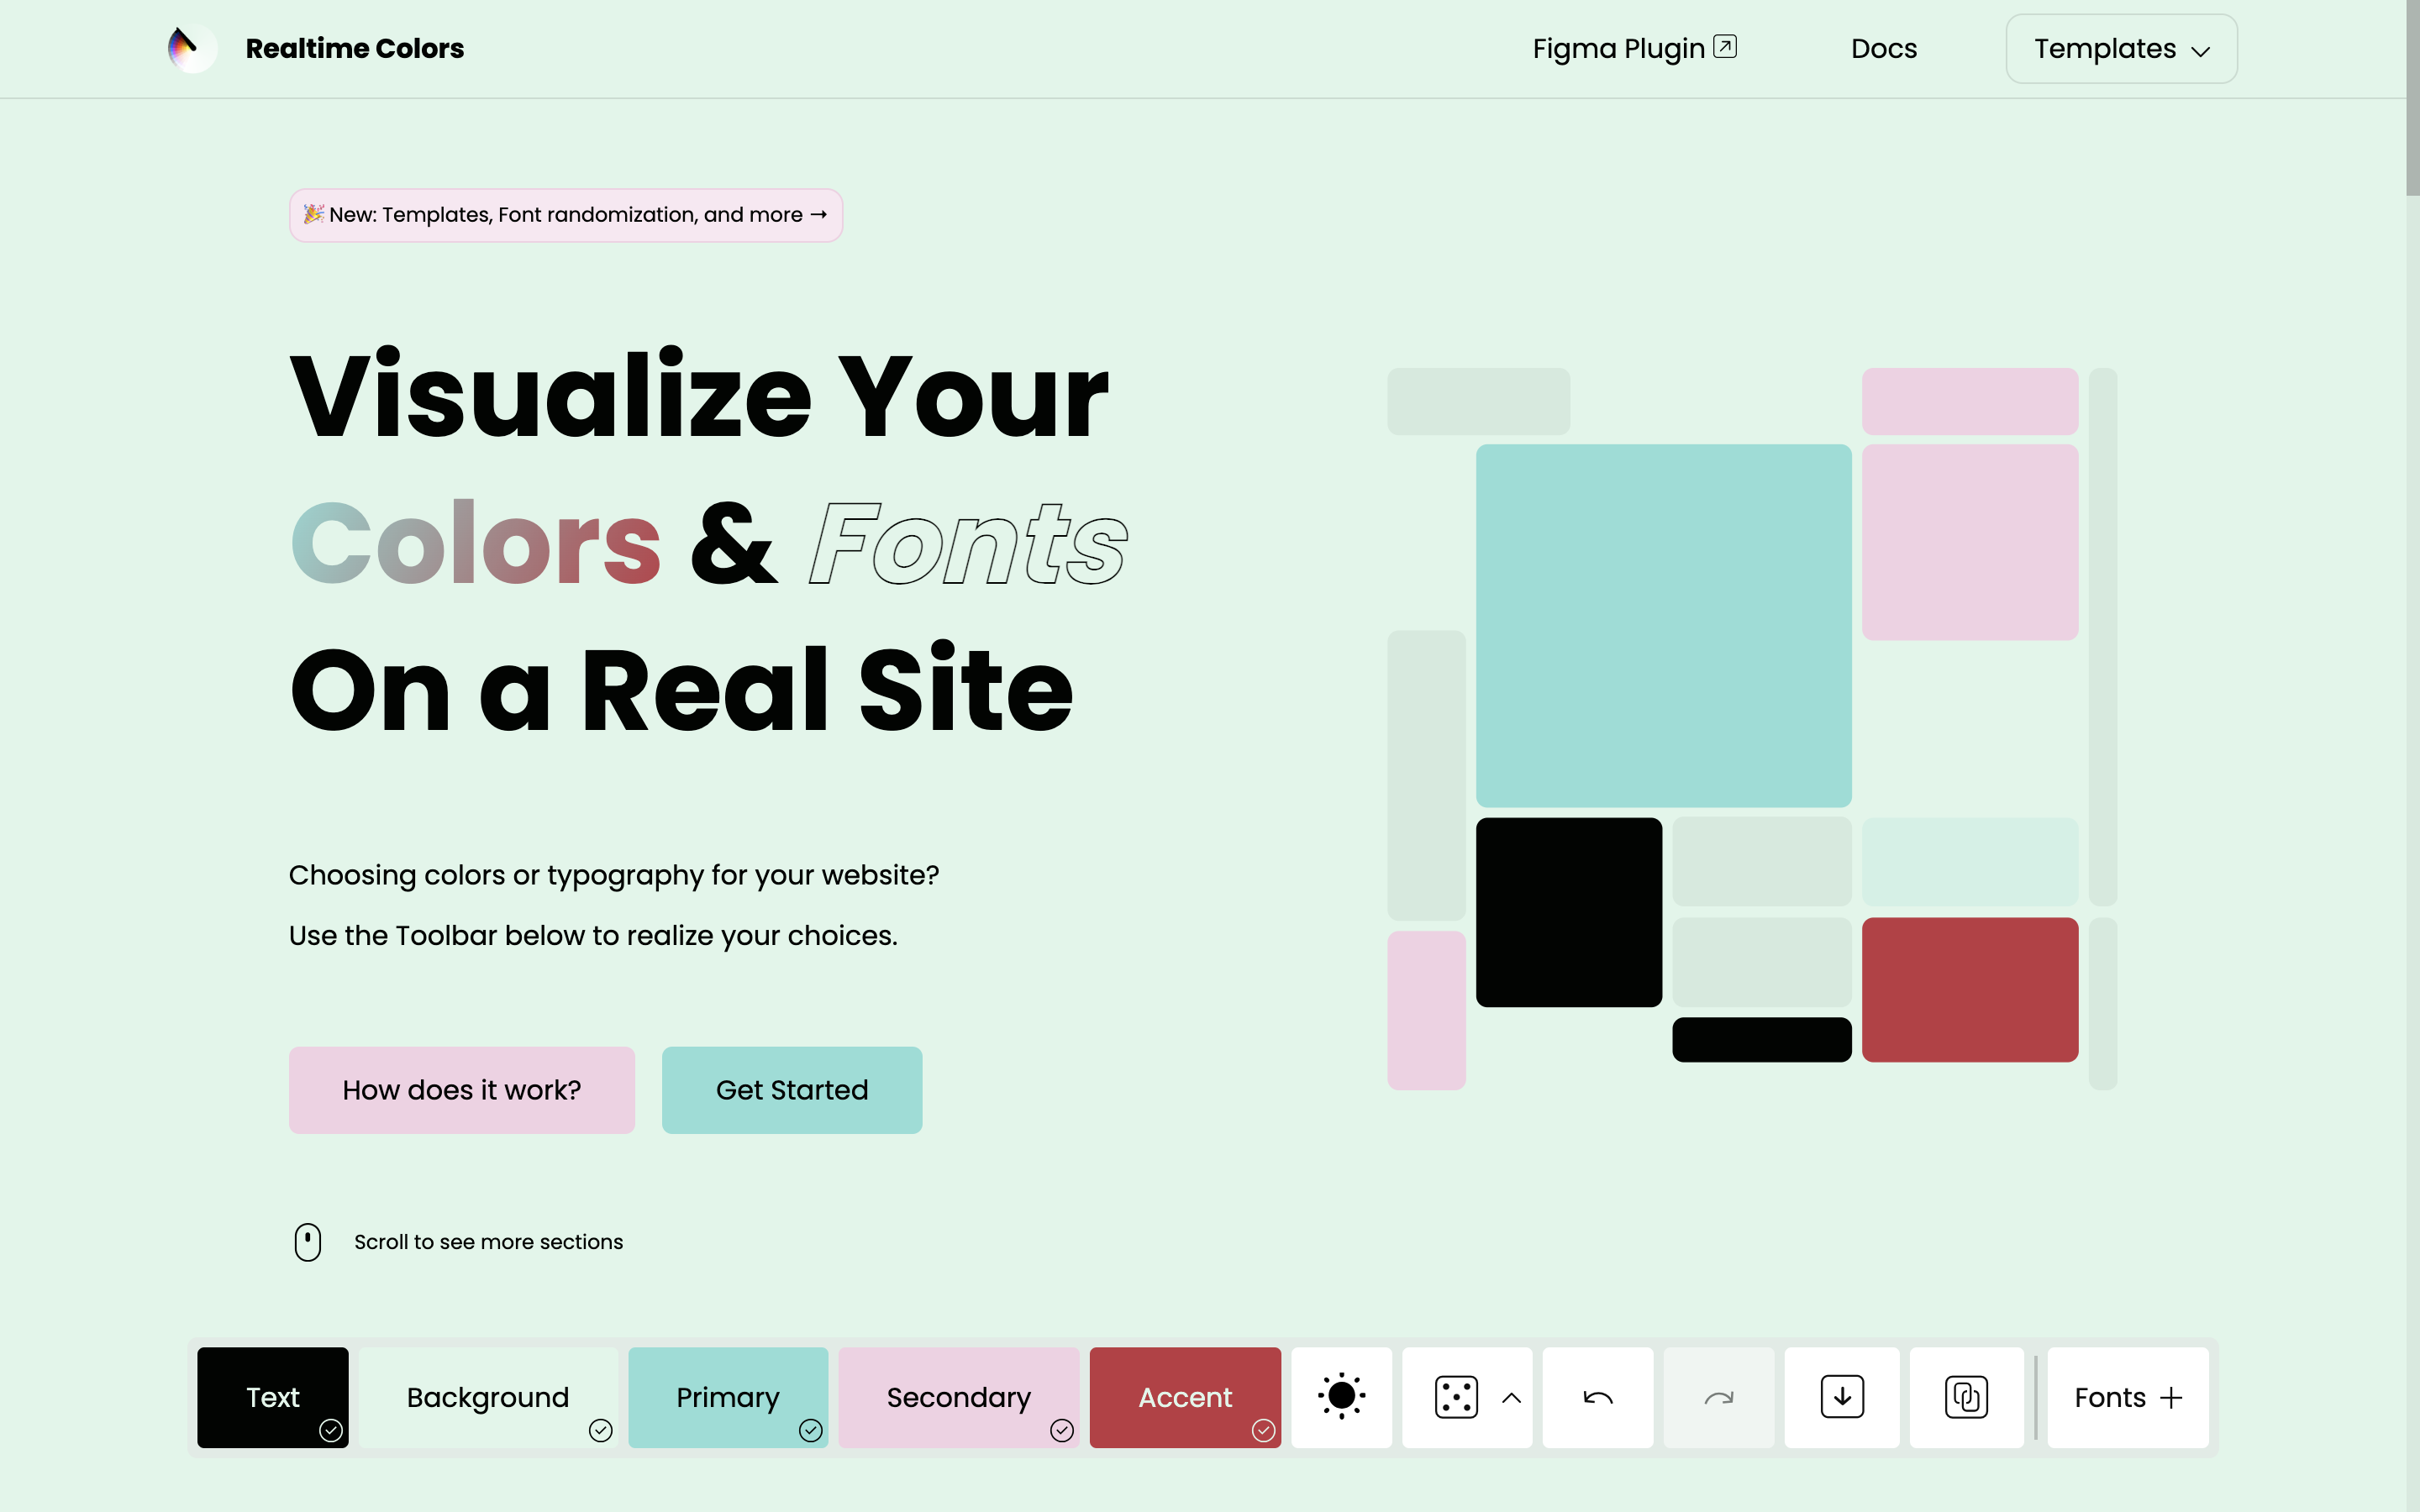 Realtime Colors
Figma Plugin
Docs
Templates
🎉 New: Templates, Font randomization, and more →
Visualize Your
Colors & Fonts
On a Real Site
Choosing colors or typography for your website?
Use the Toolbar below to realize your choices.
How does it work?
Get Started
Scroll to see more sections
Text
Background
Primary
Secondary
Accent
Fonts